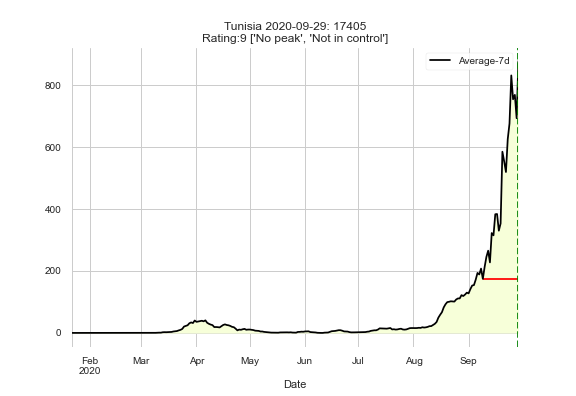 Tunisia 2020-09-29: 17405
Rating:9 ['No peak', 'Not in control']
Average-7d
800
600
400
200
0
Feb Mar Apr May Jun Jul Aug Sep
2020
Date